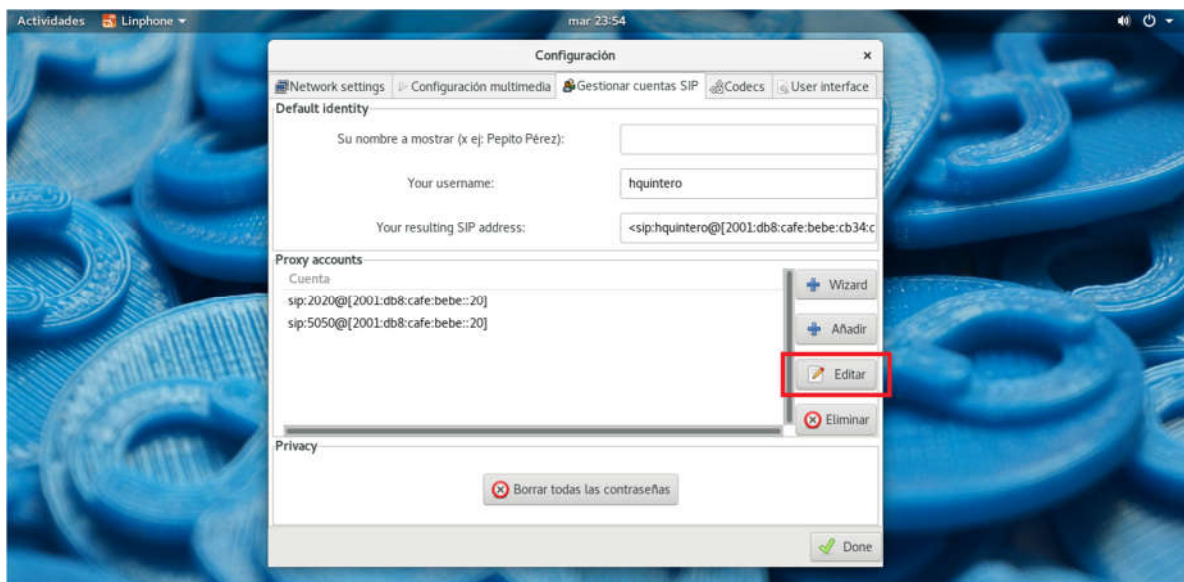 Actividades Linphone mar 23:54
Configuración ×
Network settings Configuración multimedia Gestionar cuentas SIP Codecs User interface
Default identity
Su nombre a mostrar (x ej: Pepito Pérez):
Your username: hquintero
Your resulting SIP address: <sip:hquintero@[2001:db8:cafe:bebe:cb34:c
Proxy accounts
Cuenta
Wizard
sip:2020@[2001:db8:cafe:bebe::20]
sip:5050@[2001:db8:cafe:bebe::20]
Añadir
Editar
Eliminar
Privacy
Borrar todas las contraseñas
Done